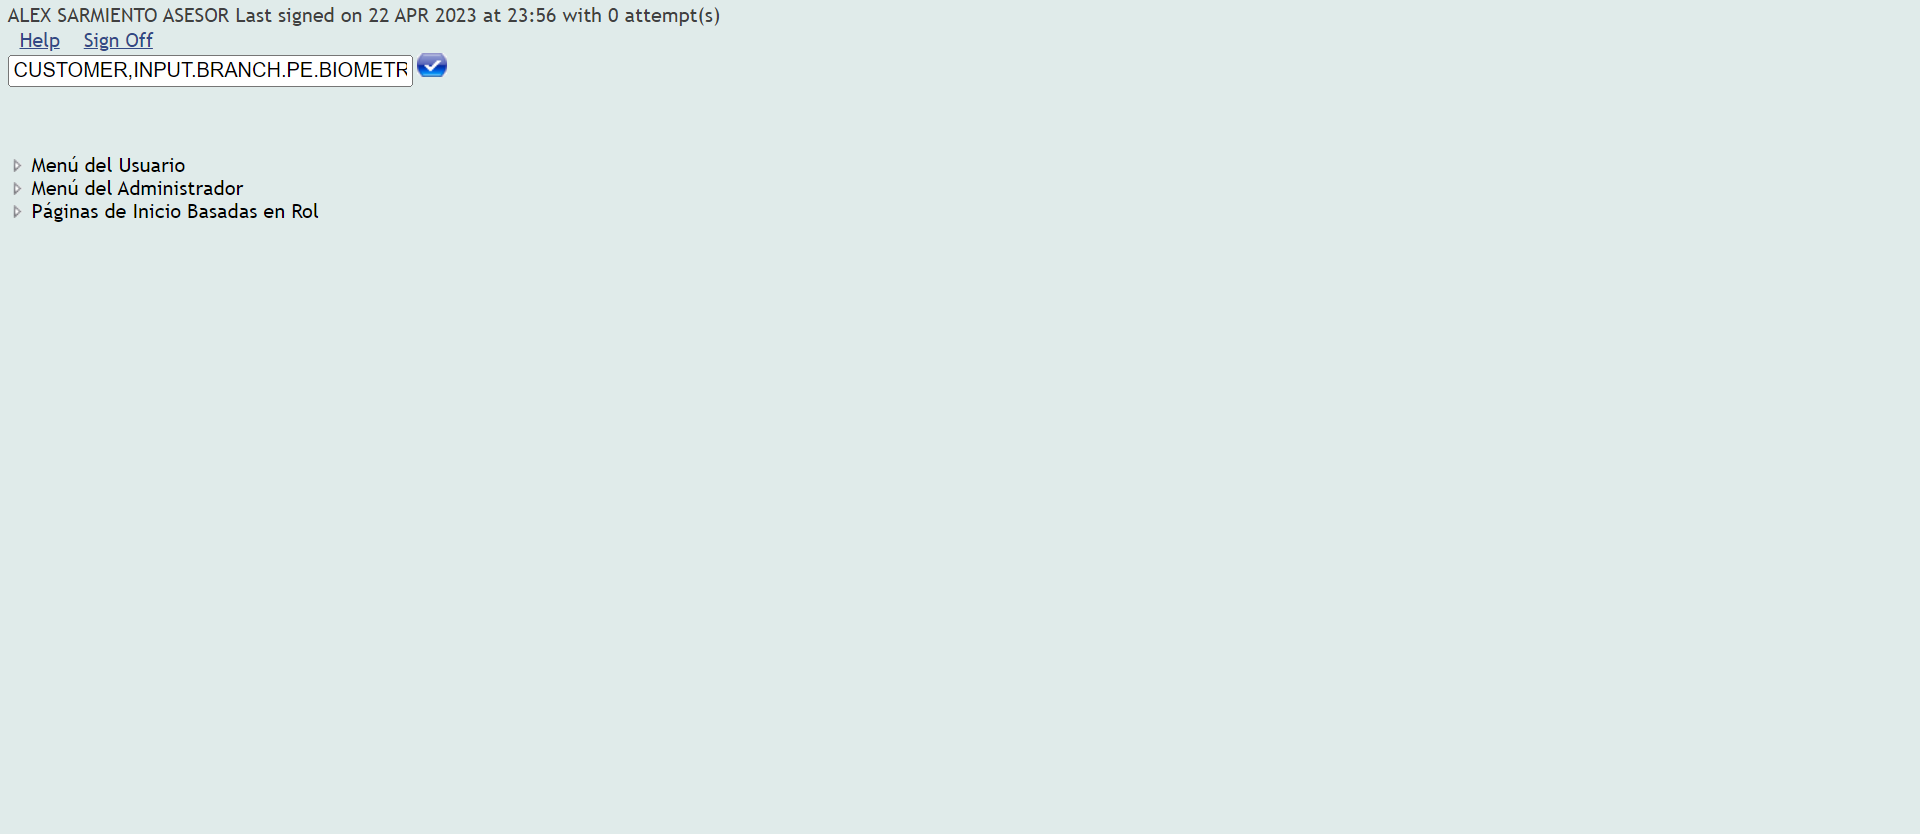 ALEX SARMIENTO ASESOR Last signed on 22 APR 2023 at 23:56 with 0 attempt(s)
Help Sign Off
CUSTOMER,INPUT.BRANCH.PE.BIOMETR
Menú del Usuario
Menú del Administrador
Páginas de Inicio Basadas en Rol